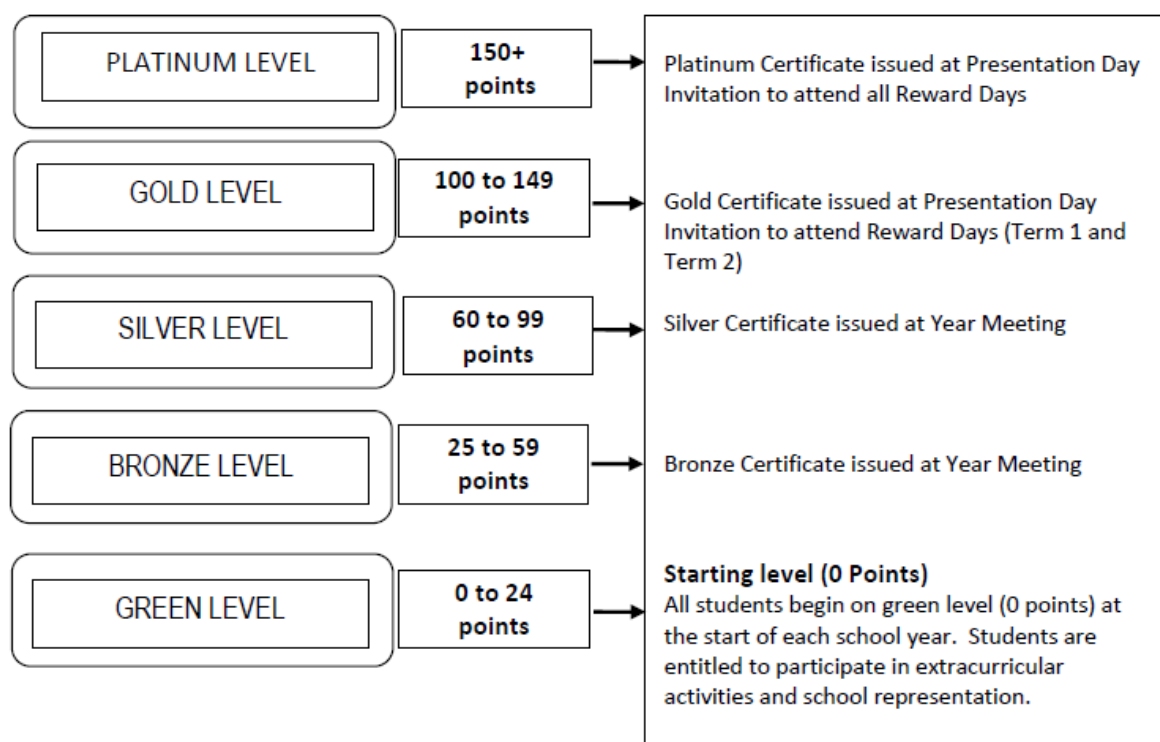 PLATINUM LEVEL
150+
points
Platinum Certificate issued at Presentation Day
Invitation to attend all Reward Days
GOLD LEVEL
100 to 149
points
Gold Certificate issued at Presentation Day
Invitation to attend Reward Days (Term 1 and
Term 2)
SILVER LEVEL
60 to 99
points
Silver Certificate issued at Year Meeting
BRONZE LEVEL
25 to 59
points
Bronze Certificate issued at Year Meeting
GREEN LEVEL
0 to 24
points
Starting level (0 Points)
All students begin on green level (0 points) at
the start of each school year.  Students are
entitled to participate in extracurricular
activities and school representation.